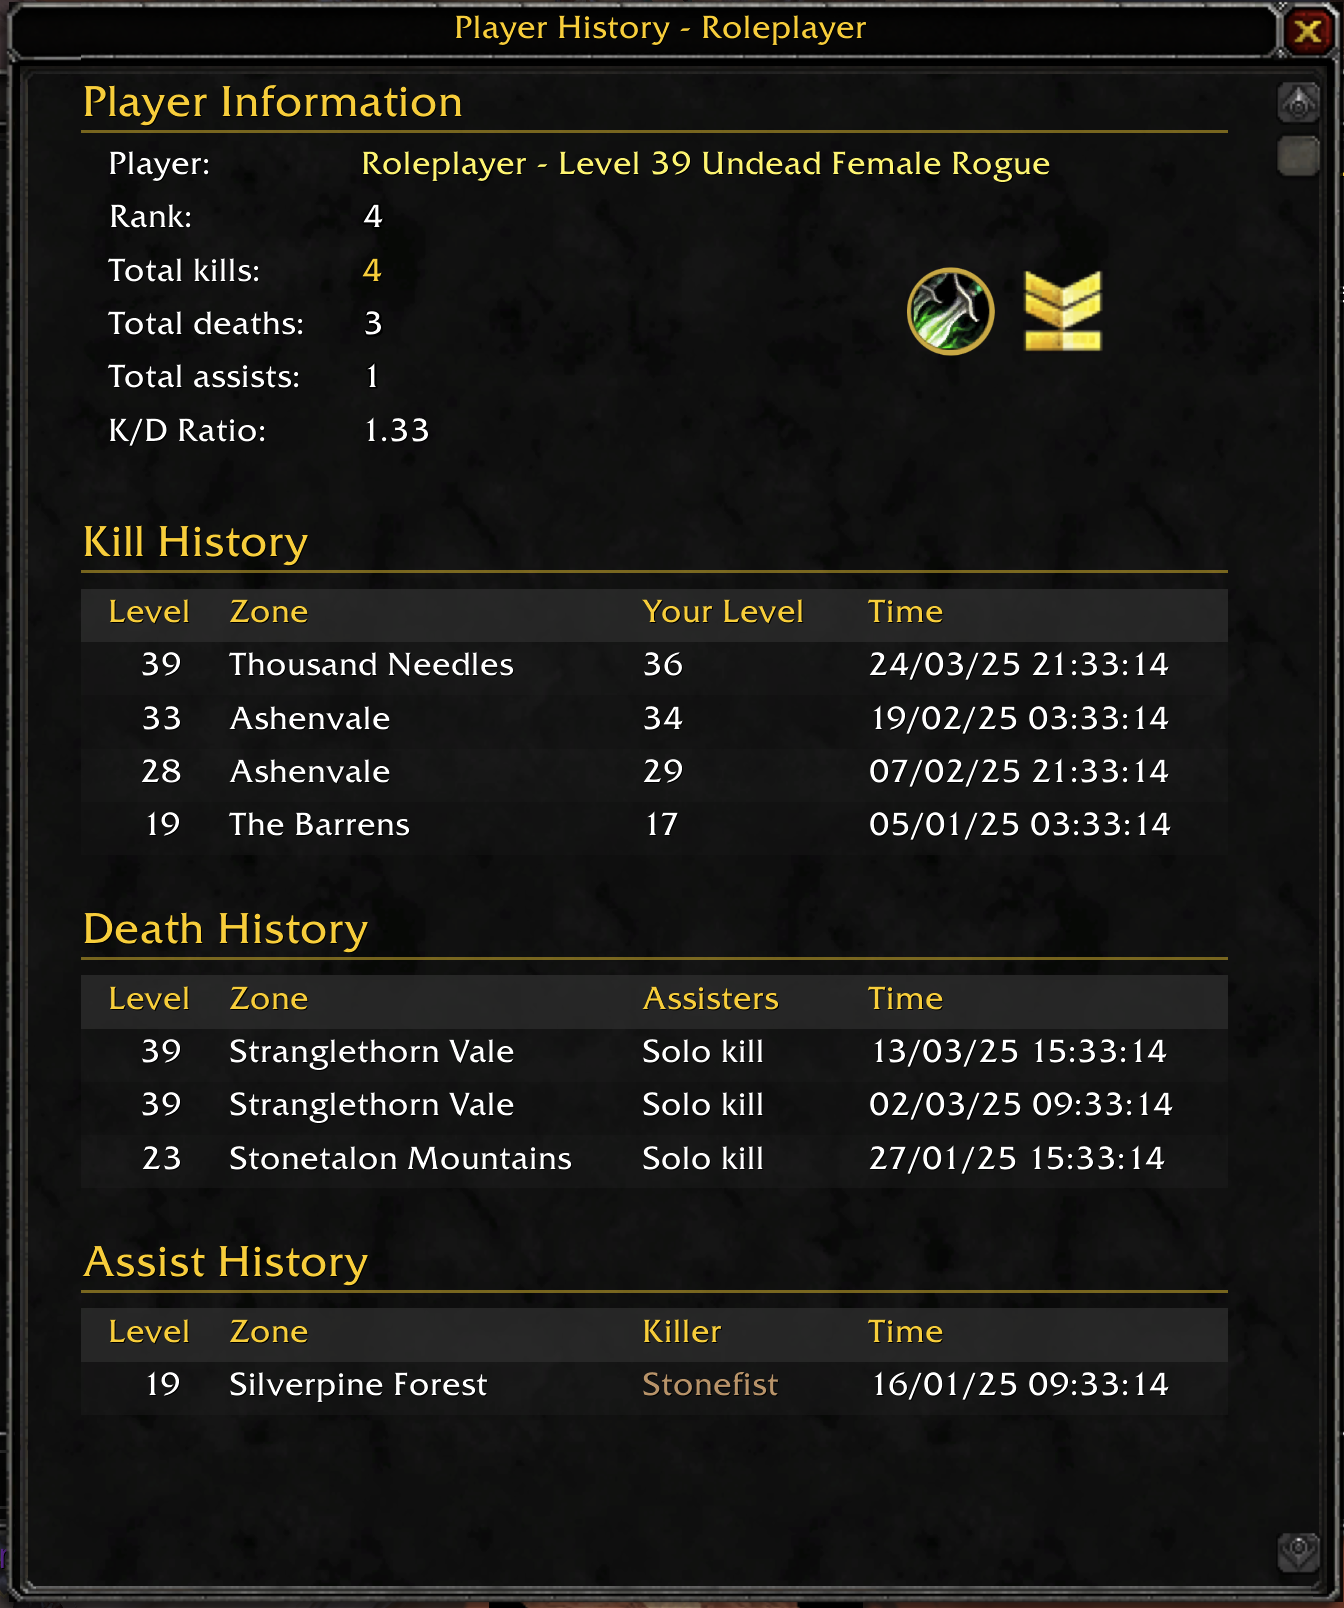 Player History - Roleplayer
Player Information
Player: Roleplayer - Level 39 Undead Female Rogue
Rank: 4
Total kills: 4
Total deaths: 3
Total assists: 1
K/D Ratio: 1.33
Kill History
Level Zone Your Level Time
39 Thousand Needles 36 24/03/25 21:33:14
33 Ashenvale 34 19/02/25 03:33:14
28 Ashenvale 29 07/02/25 21:33:14
19 The Barrens 17 05/01/25 03:33:14
Death History
Level Zone Assisters Time
39 Stranglethorn Vale Solo kill 13/03/25 15:33:14
39 Stranglethorn Vale Solo kill 02/03/25 09:33:14
23 Stonetalon Mountains Solo kill 27/01/25 15:33:14
Assist History
Level Zone Killer Time
19 Silverpine Forest Stonefist 16/01/25 09:33:14